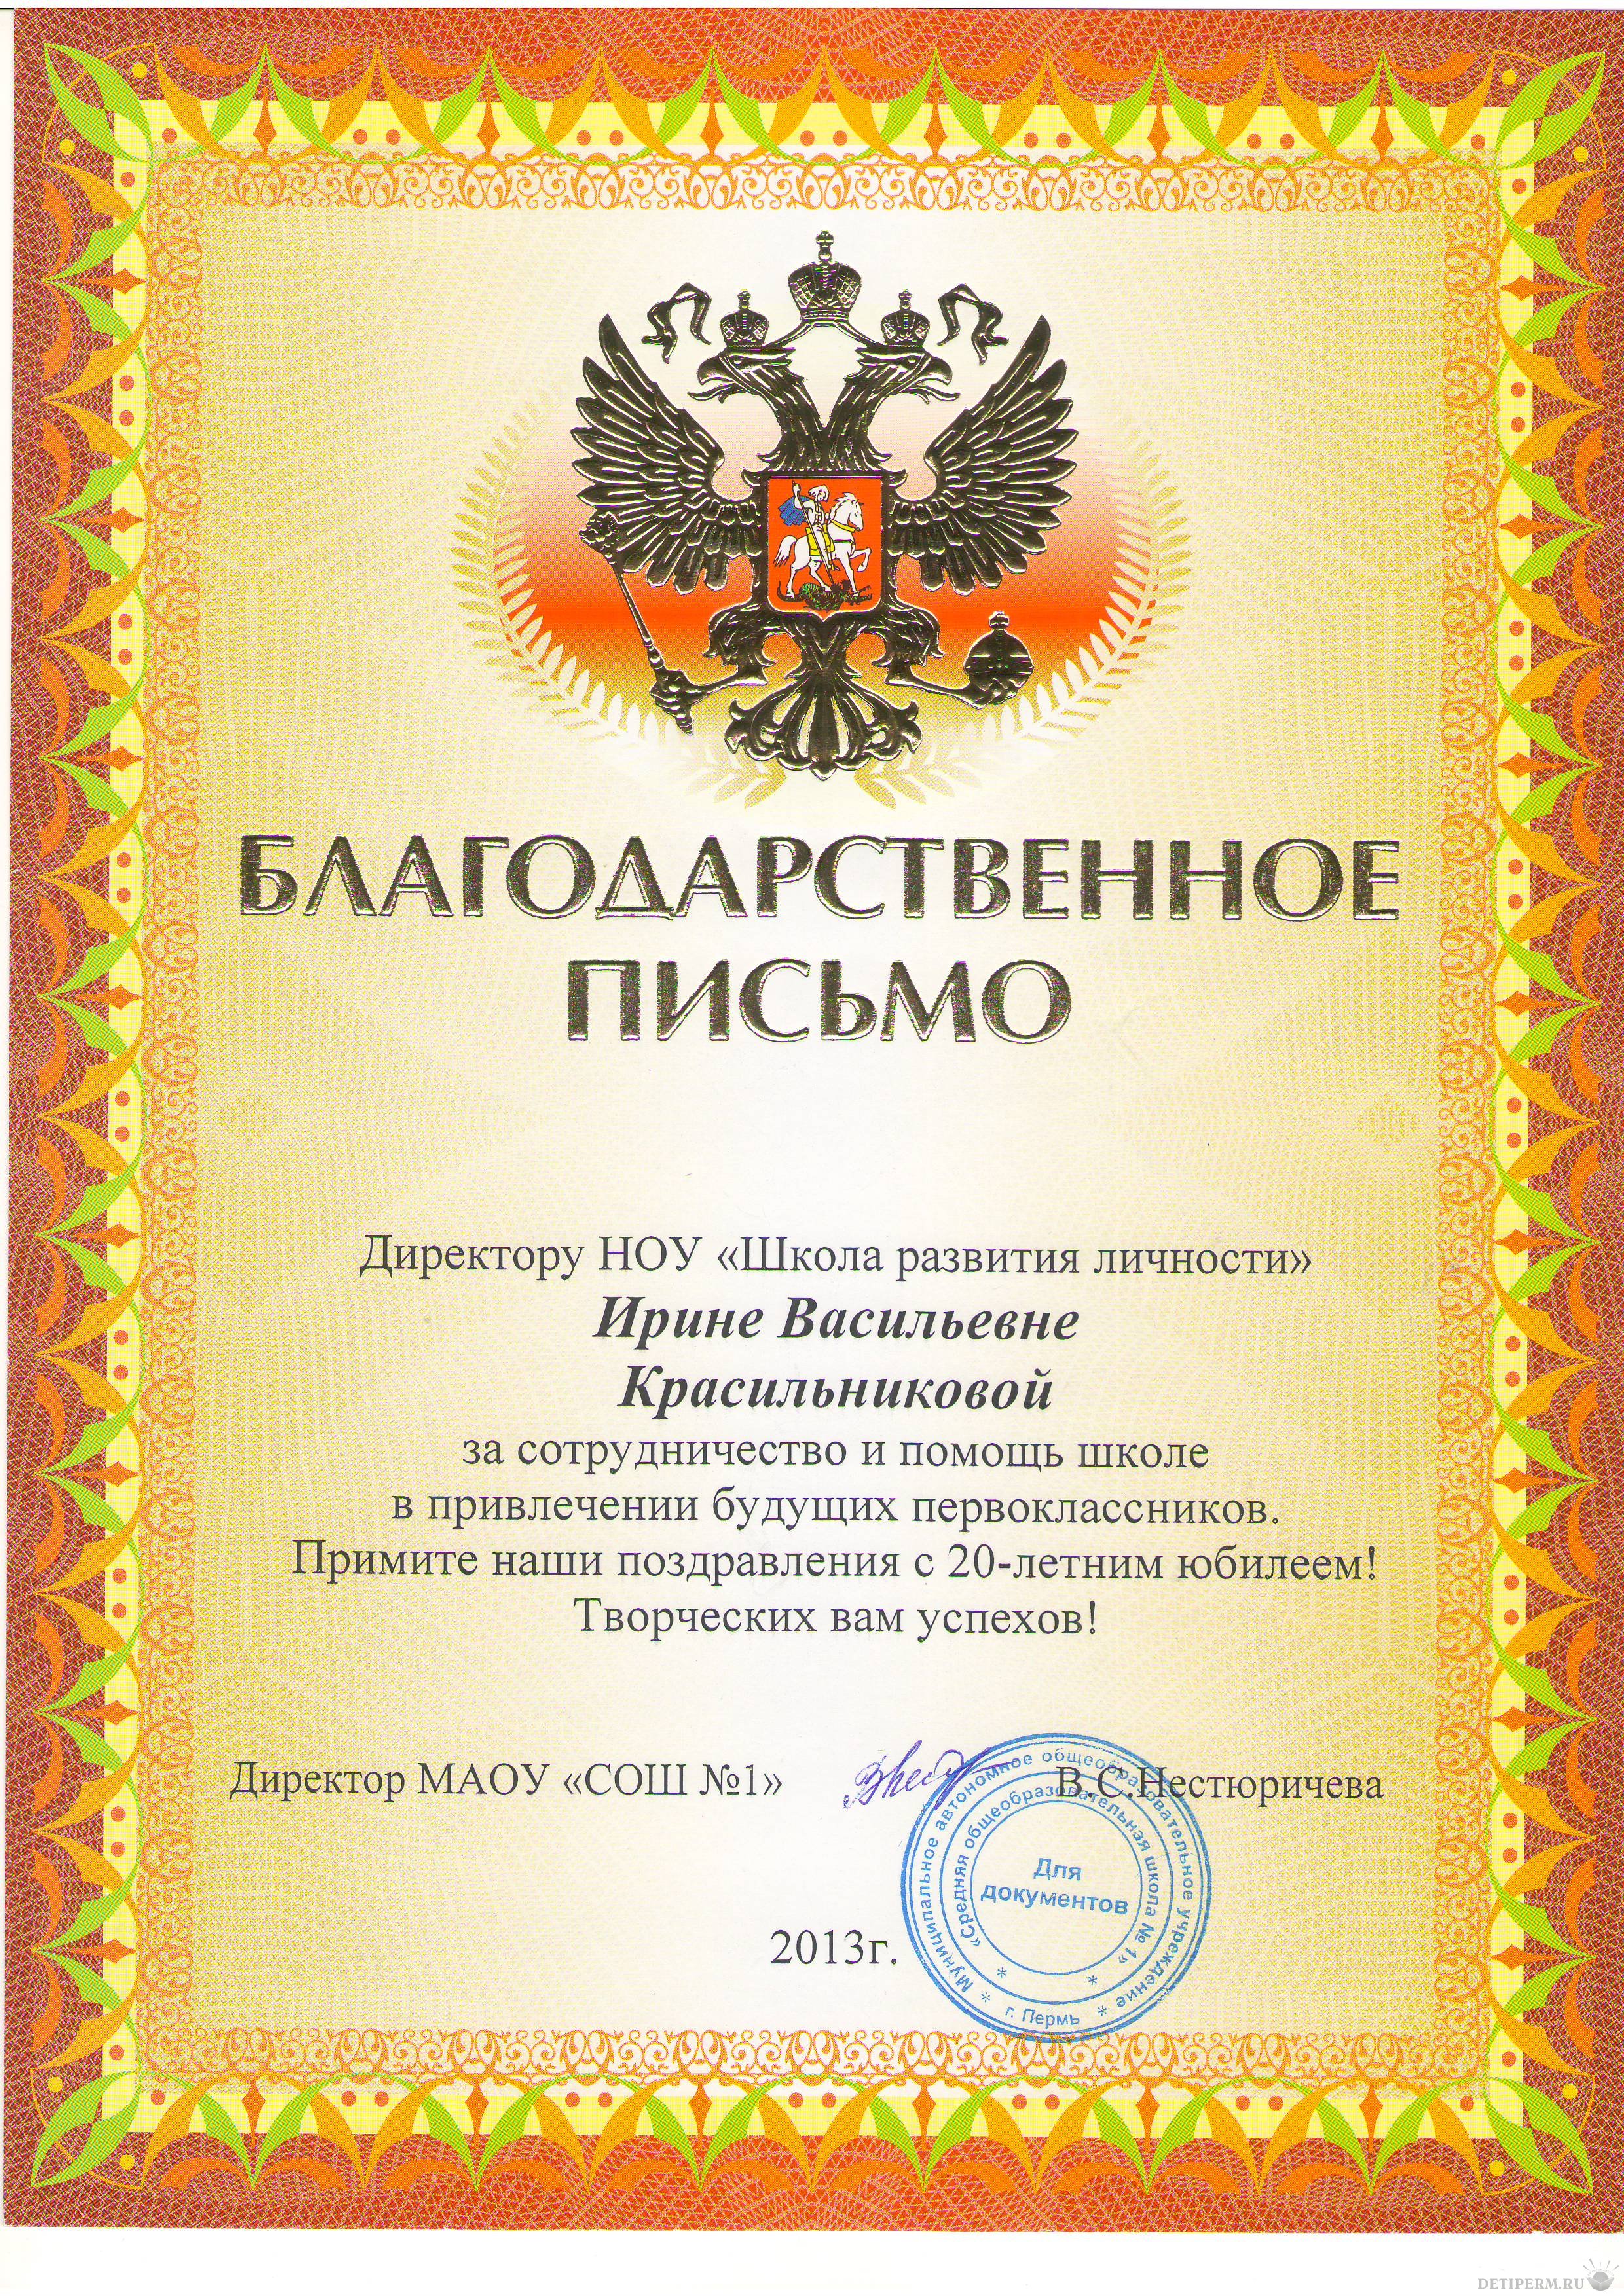 БЛАГОДАРСТВЕННОЕ
ПИСЬМО
Директору НОУ «Школа развития личности»
Ирине Васильевне
Красильниковой
за сотрудничество и помощь школе
в привлечении будущих первоклассников.
Примите наши поздравления с 20-летним юбилеем!
Творческих вам успехов!
Директор МАОУ «СОШ №1» В.С.Нестюричева
Муниципальное автономное общеобразовательное учреждение
«Средняя общеобразовательная школа № 1»
Для
документов
* г. Пермь *
2013г.
DETIPERM.RU